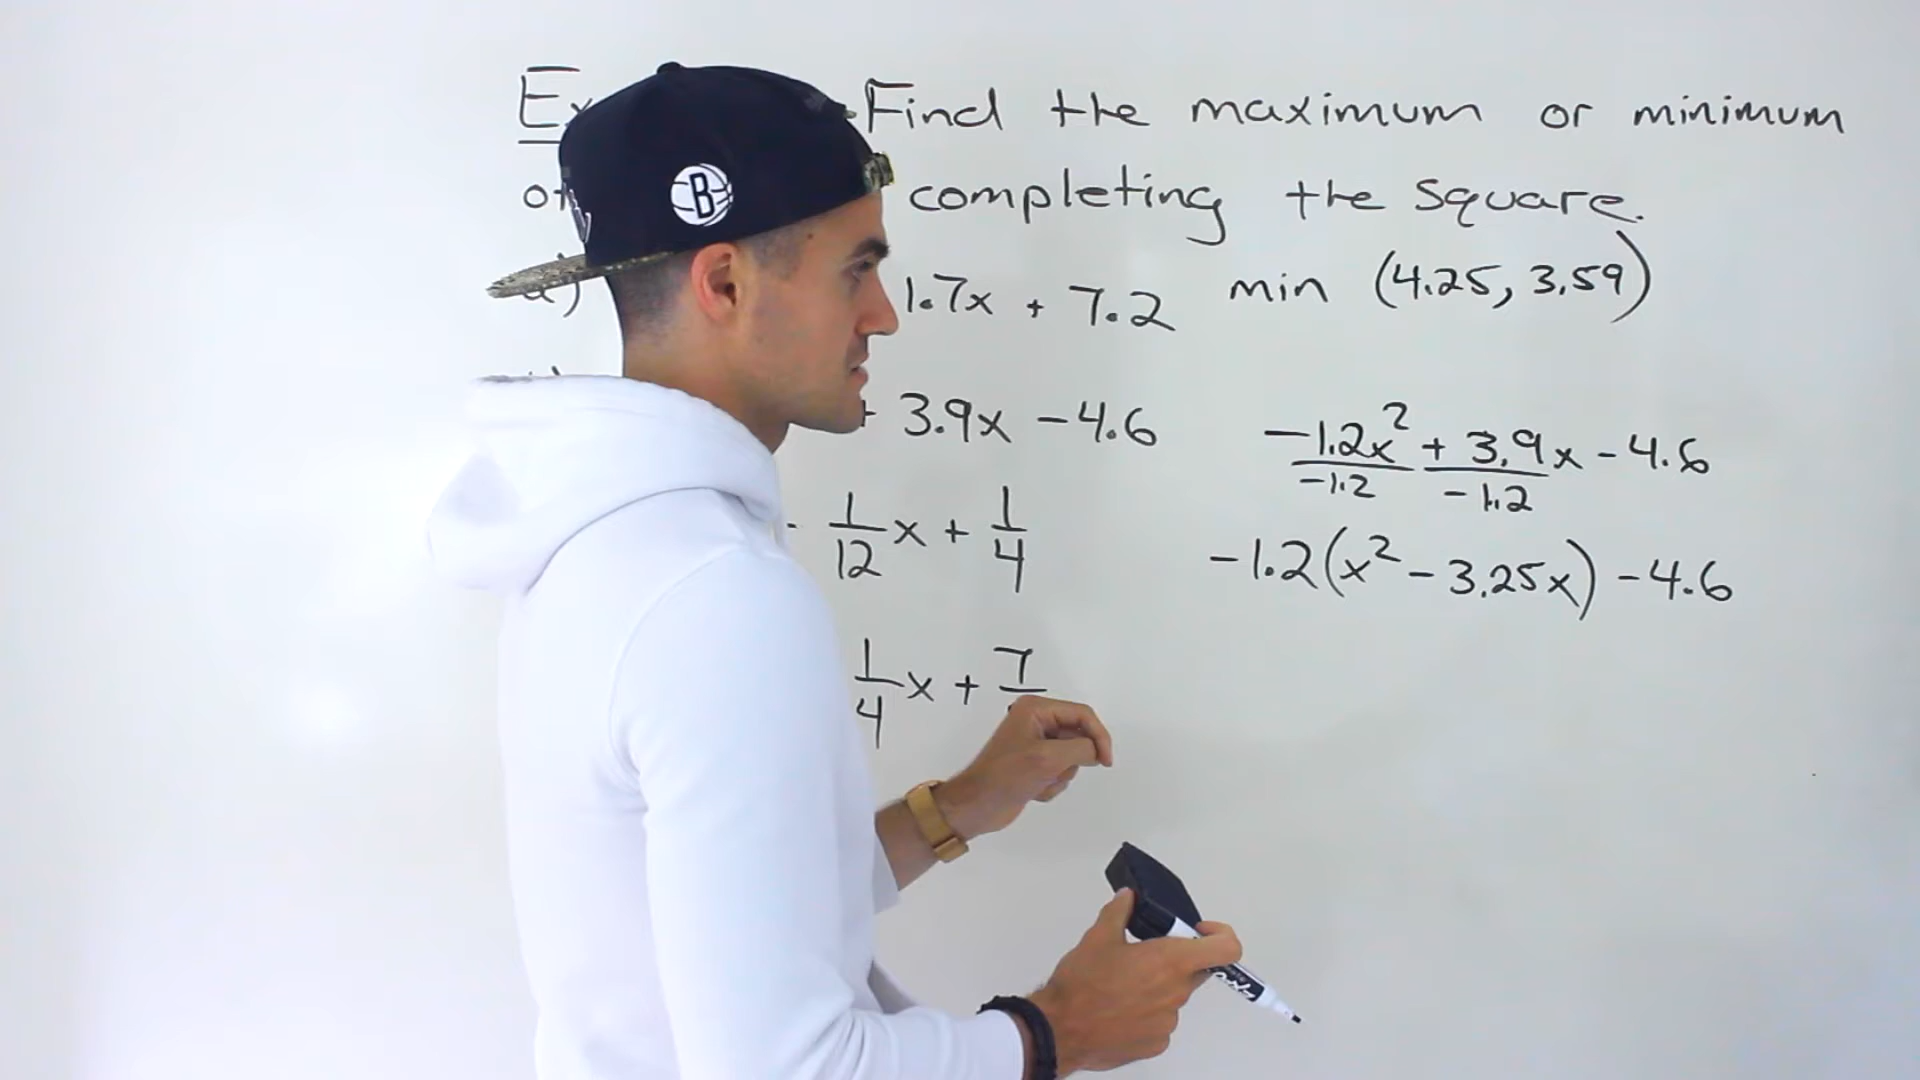 Ex Find the maximum or minimum
of completing the square.
a) 1.7x + 7.2 min (4.25, 3.59)
+ 3.9x - 4.6
-1.2x² + 3.9x - 4.6
-1.2 -1.2
- 1/12 x + 1/4
-1.2(x² - 3.25x) - 4.6
1/4 x + 7/
B